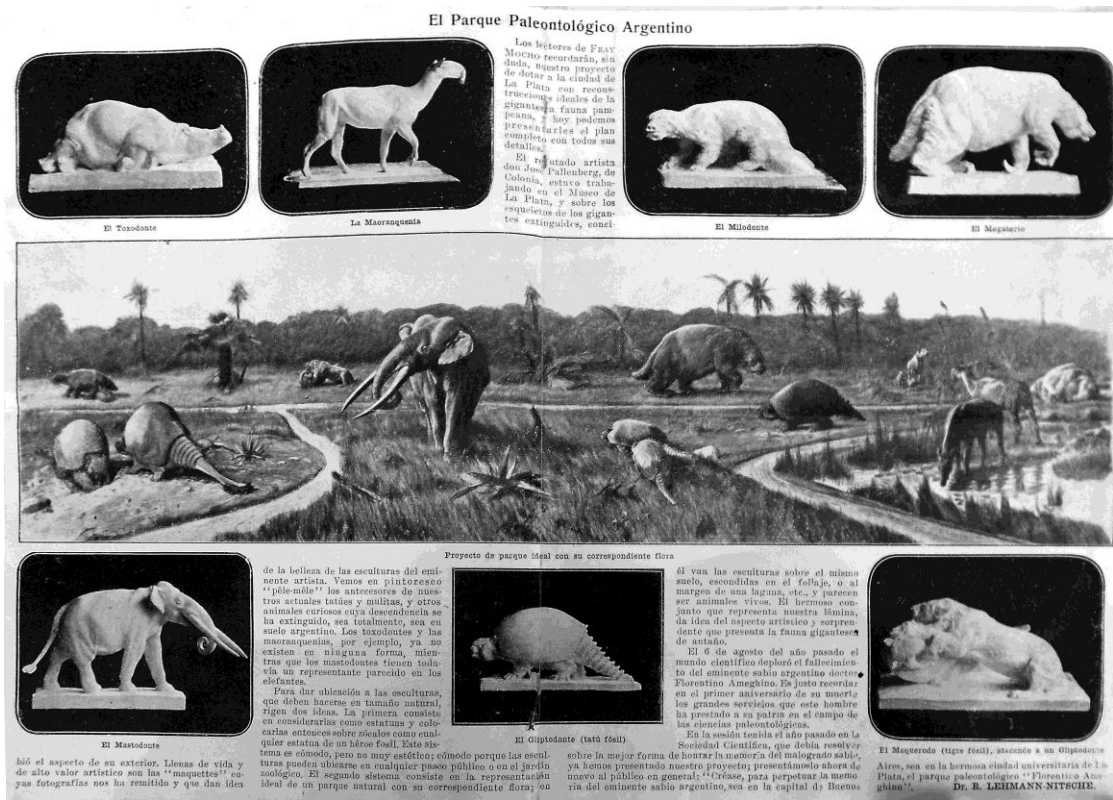 El Parque Paleontológico Argentino
El Toxodonte
La Macranquenia
Los lectores de FRAY
MOCHO recordarán, sin
duda, nuestro proyecto
de dotar a la ciudad de
La Plata con recons-
trucciones ideales de la
gigantesca fauna pam-
peana, y hoy podemos
presentarles el plan
completo con todos sus
detalles.
El reputado artista
don José Pallenberg, de
Colonia, estuvo traba-
jando en el Museo de
La Plata, y sobre los
esqueletos de los gigan-
tes extinguidos, conci-
El Milodonte
El Megaterio
Proyecto de parque ideal con su correspondiente flora
El Mastodonte
bió el aspecto de su exterior. Llenas de vida y
de alto valor artístico son las "maquettes" cu-
yas fotografías nos ha remitido y que dan idea
de la belleza de las esculturas del emi-
nente artista. Vemos en pintoresco
"pêle-mêle" los antecesores de nues-
tros actuales tatúes y mulitas, y otros
animales curiosos cuya descendencia se
ha extinguido, sea totalmente, sea en
suelo argentino. Los toxodontes y las
macranquenias, por ejemplo, ya no
existen en ninguna forma, mien-
tras que los mastodontes tienen toda-
vía un representante parecido en los
elefantes.
Para dar ubicación a las esculturas,
que deben hacerse en tamaño natural,
rigen dos ideas. La primera consiste
en considerarlas como estatuas y colo-
carlas entonces sobre zócalos como cual-
quier estatua de un héroe fósil. Este sis-
tema es cómodo, pero no muy estético; cómodo porque las escul-
turas pueden ubicarse en cualquier paseo público o en el jardín
zoológico. El segundo sistema consiste en la representación
ideal de un parque natural con su correspondiente flora; en
El Gliptodonte (tatú fósil)
él van las esculturas sobre el mismo
suelo, escondidas en el follaje, o al
margen de una laguna, etc., y parecen
ser animales vivos. El hermoso con-
junto que representa nuestra lámina,
da idea del aspecto artístico y sorpren-
dente que presenta la fauna gigantesca
de antaño.
El 6 de agosto del año pasado el
mundo científico deploró el fallecimien-
to del eminente sabio argentino doctor
Florentino Ameghino. Es justo recordar
en el primer aniversario de su muerte
los grandes servicios que este hombre
ha prestado a su patria en el campo de
las ciencias paleontológicas.
En la sesión tenida el año pasado en la
Sociedad Científica, que debía resolver
sobre la mejor forma de honrar la memoria del malogrado sabio,
ya hemos presentado nuestro proyecto; presentámoslo ahora de
nuevo al público en general: "Créase, para perpetuar la memo
ria del eminente sabio argentino, sea en la capital de Buenos
El Maquerodo (tigre fósil), atacando a un Gliptodonte
Aires, sea en la hermosa ciudad universitaria de La
Plata, el parque paleontológico "Florentino Ame-
ghino".
Dr. R. LEHMANN-NITSCHE.